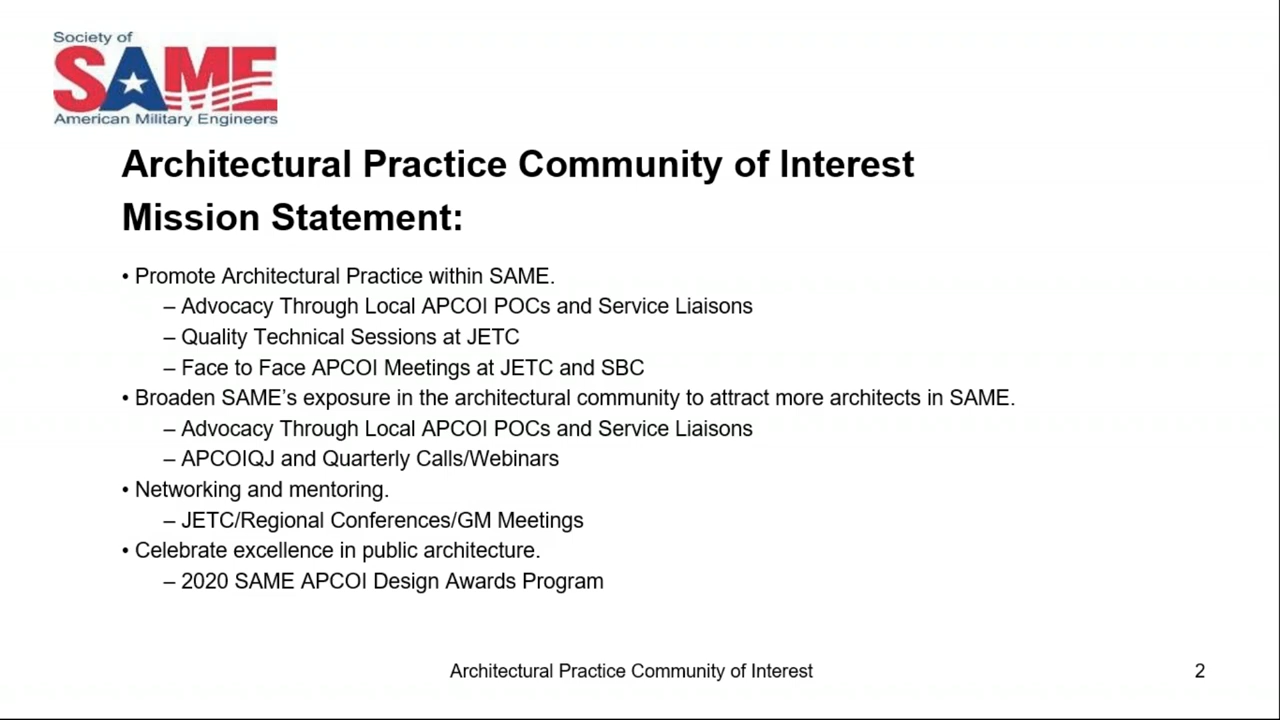 Society of
SAME
American Military Engineers
Architectural Practice Community of Interest
Mission Statement:
• Promote Architectural Practice within SAME.
– Advocacy Through Local APCOI POCs and Service Liaisons
– Quality Technical Sessions at JETC
– Face to Face APCOI Meetings at JETC and SBC
• Broaden SAME’s exposure in the architectural community to attract more architects in SAME.
– Advocacy Through Local APCOI POCs and Service Liaisons
– APCOIQJ and Quarterly Calls/Webinars
• Networking and mentoring.
– JETC/Regional Conferences/GM Meetings
• Celebrate excellence in public architecture.
– 2020 SAME APCOI Design Awards Program
Architectural Practice Community of Interest
2